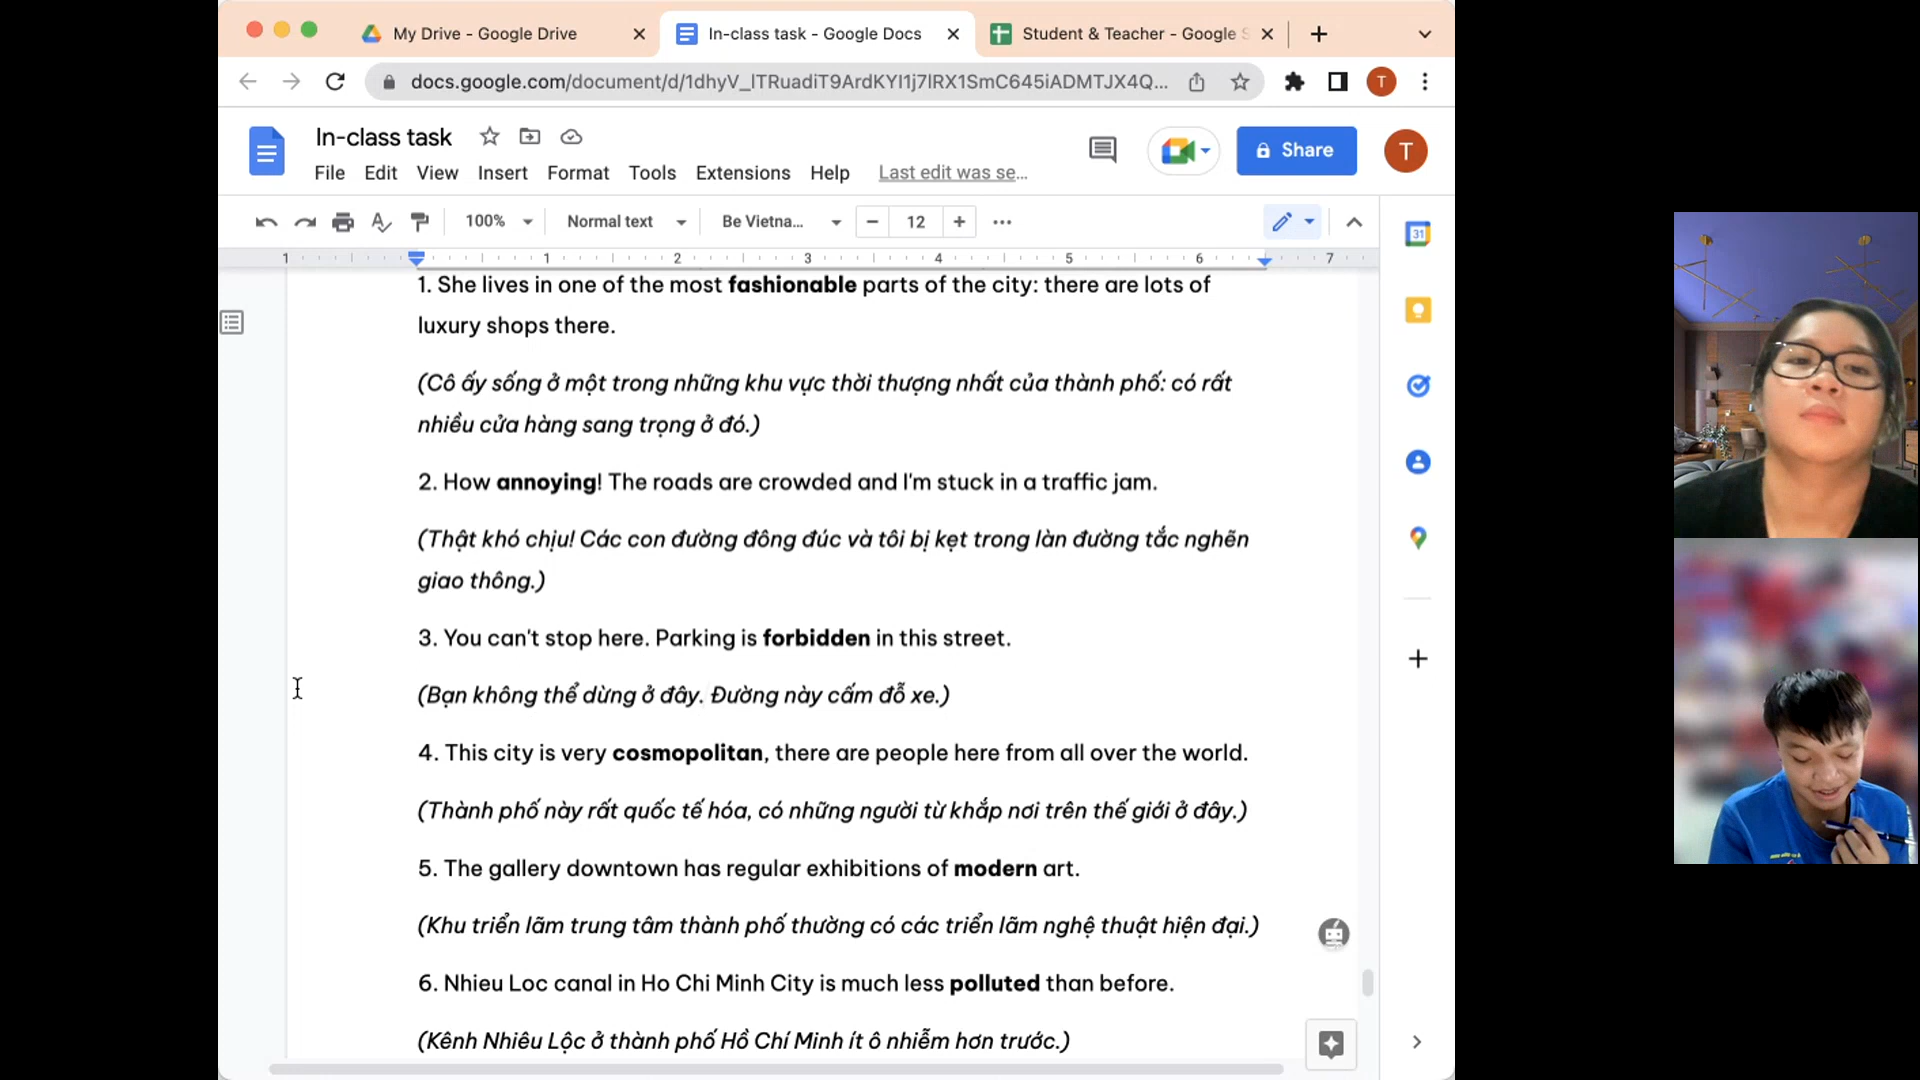 My Drive - Google Drive
In-class task - Google Docs
Student & Teacher - Google S
docs.google.com/document/d/1dhyV_lTRuadiT9ArdKYI1j7lRX1SmC645iADMTJX4Q...
T
In-class task
Share
T
File Edit View Insert Format Tools Extensions Help Last edit was se...
100% Normal text Be Vietna... 12
31
1 1 2 3 4 5 6 7
1. She lives in one of the most fashionable parts of the city: there are lots of
luxury shops there.
(Cô ấy sống ở một trong những khu vực thời thượng nhất của thành phố: có rất
nhiều cửa hàng sang trọng ở đó.)
2. How annoying! The roads are crowded and I'm stuck in a traffic jam.
(Thật khó chịu! Các con đường đông đúc và tôi bị kẹt trong làn đường tắc nghẽn
giao thông.)
3. You can't stop here. Parking is forbidden in this street.
(Bạn không thể dừng ở đây. Đường này cấm đỗ xe.)
4. This city is very cosmopolitan, there are people here from all over the world.
(Thành phố này rất quốc tế hóa, có những người từ khắp nơi trên thế giới ở đây.)
5. The gallery downtown has regular exhibitions of modern art.
(Khu triển lãm trung tâm thành phố thường có các triển lãm nghệ thuật hiện đại.)
6. Nhieu Loc canal in Ho Chi Minh City is much less polluted than before.
(Kênh Nhiêu Lộc ở thành phố Hồ Chí Minh ít ô nhiễm hơn trước.)